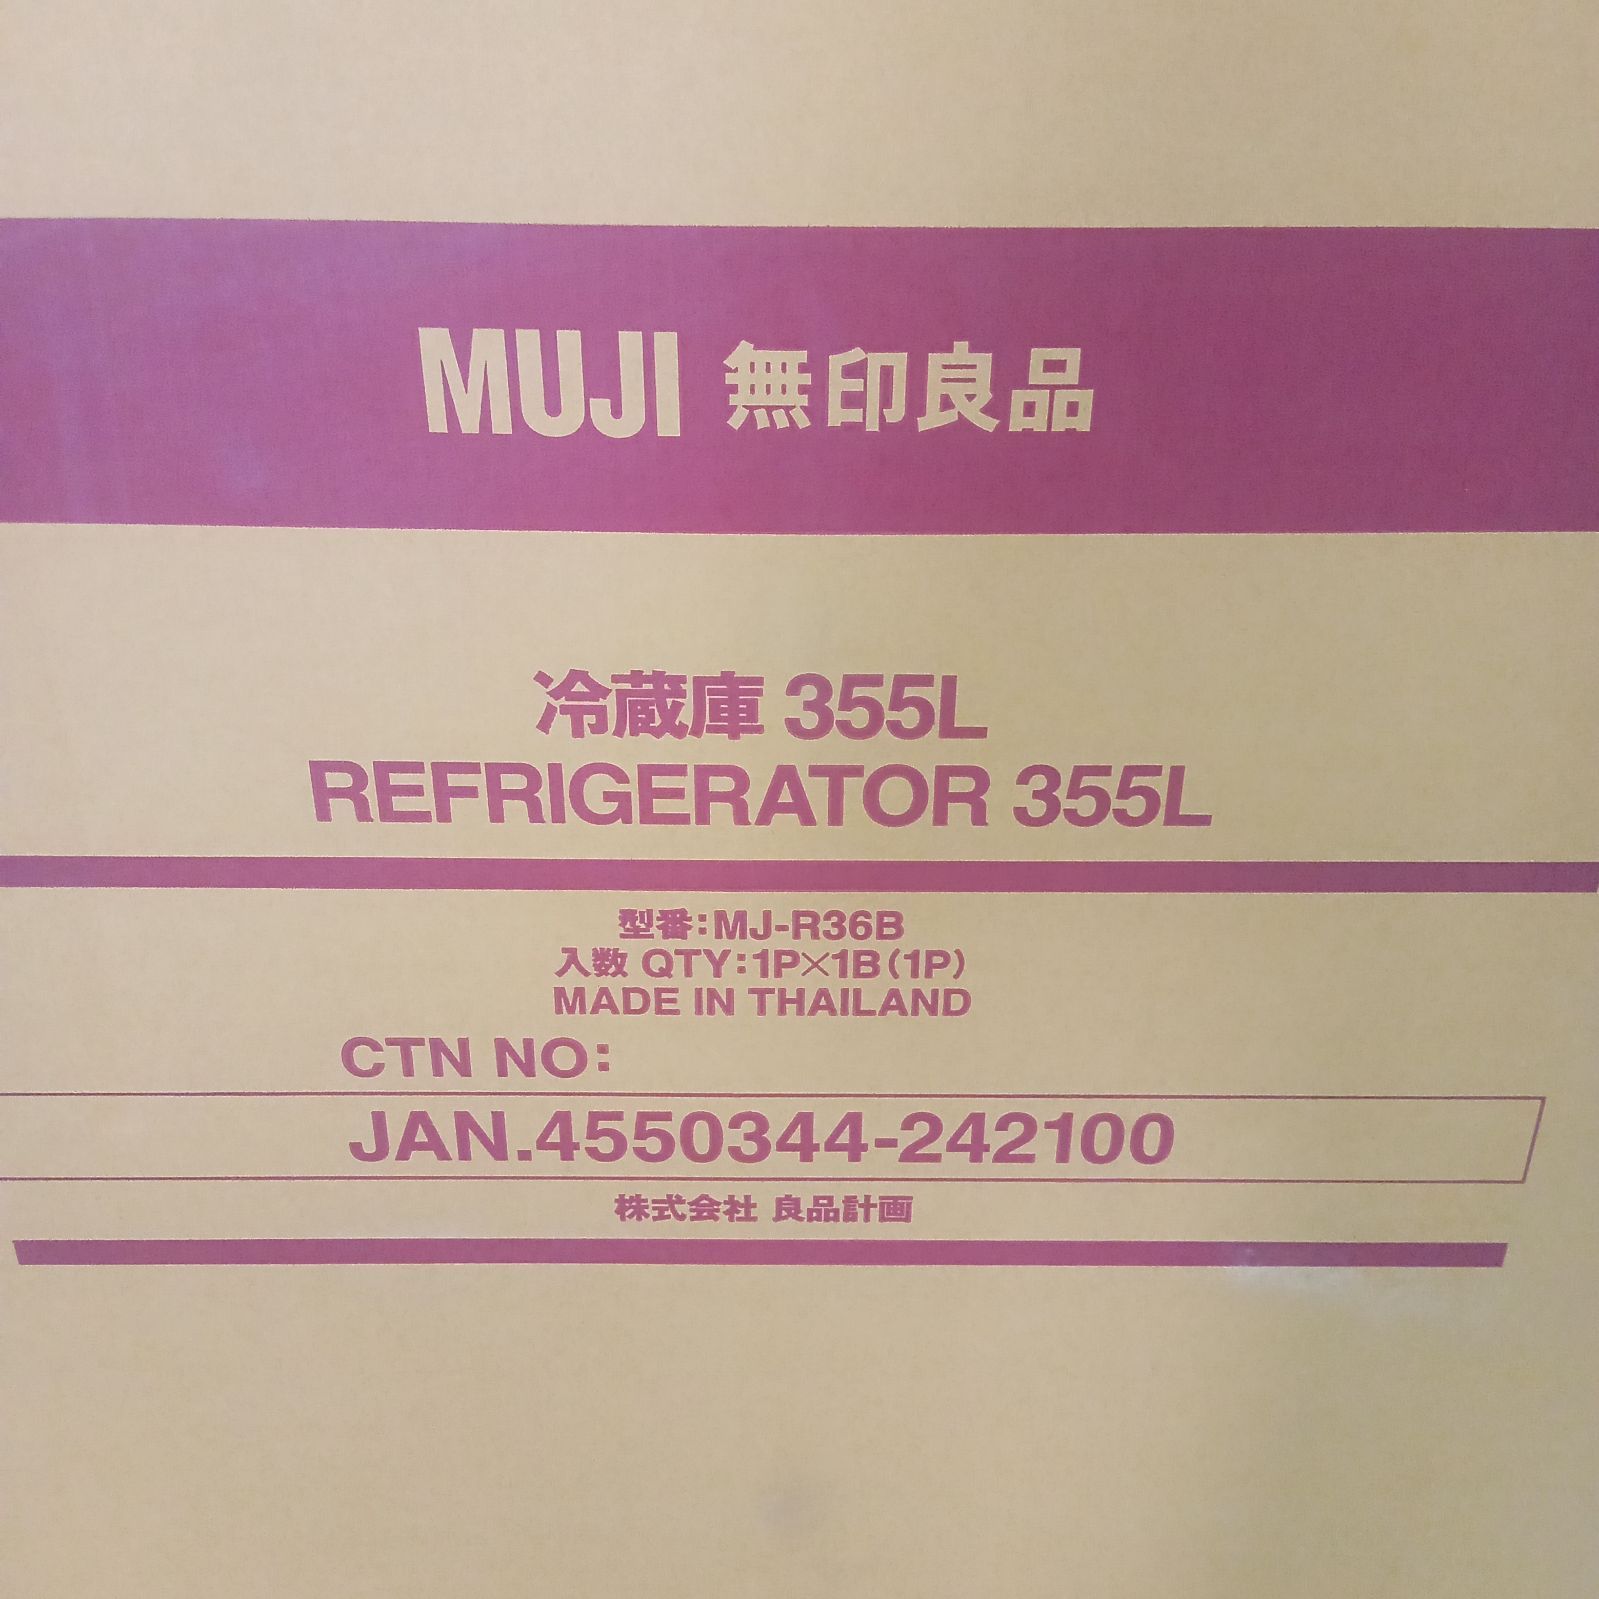 MUJI 無印良品
冷蔵庫 355L
REFRIGERATOR 355L
型番:MJ-R36B
入数 QTY:1P×1B(1P)
MADE IN THAILAND
CTN NO:
JAN.4550344-242100
株式会社 良品計画